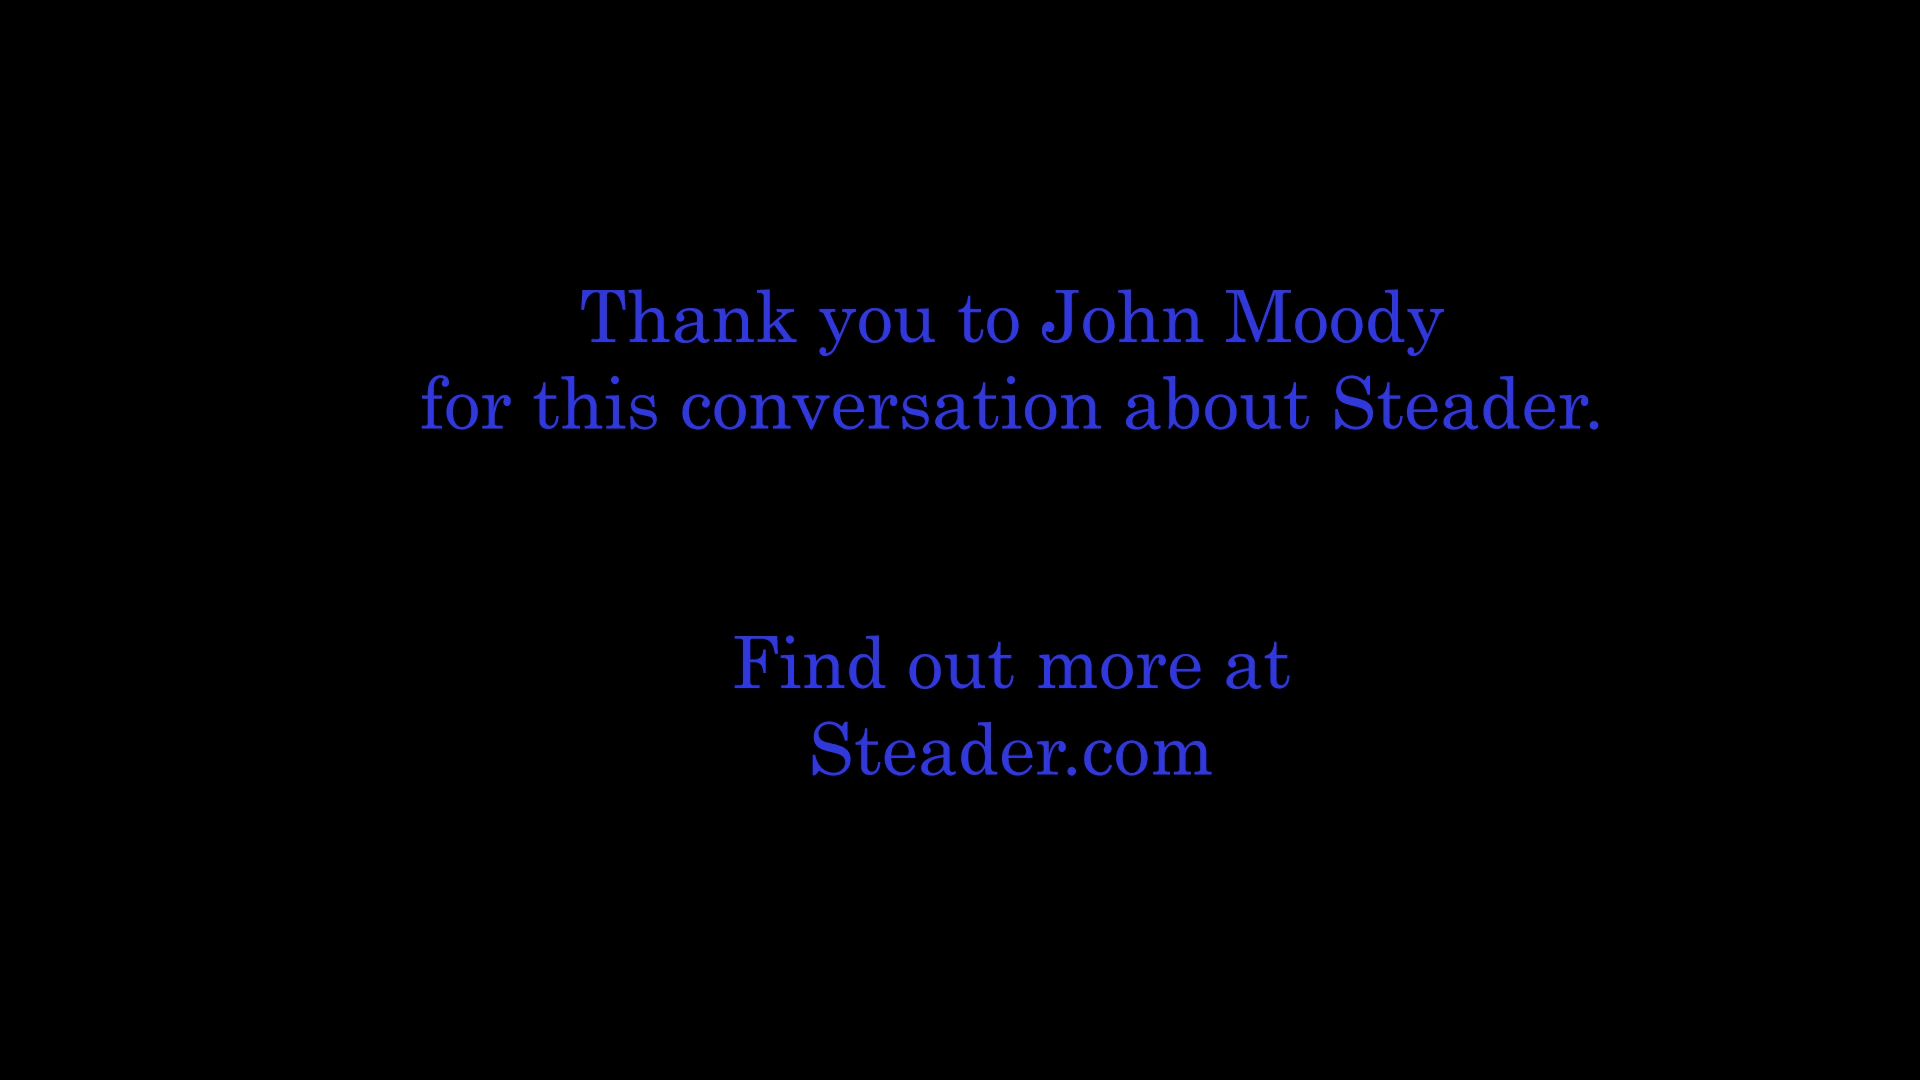 Thank you to John Moody
for this conversation about Steader.
Find out more at
Steader.com